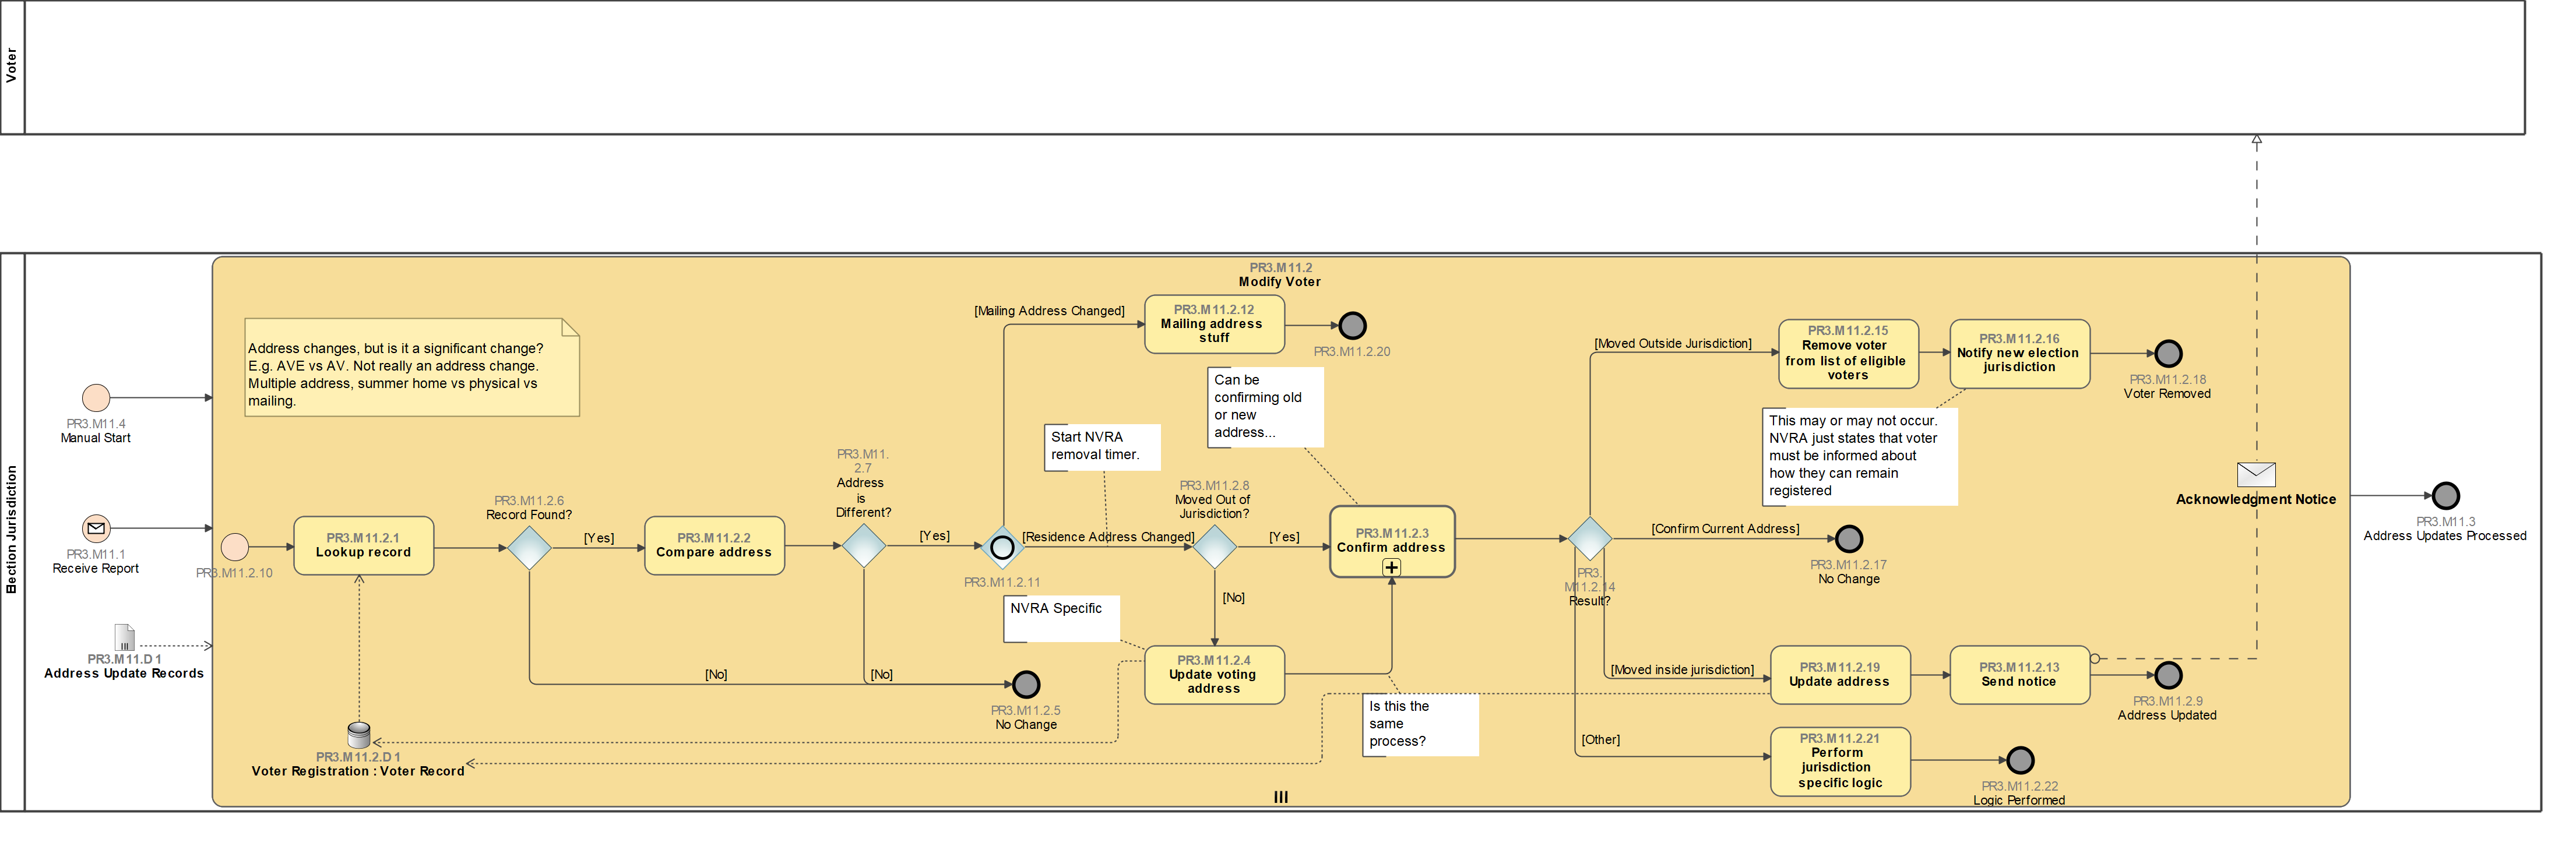 Voter
Election Jurisdiction
PR3.M11.2
Modify Voter
Address changes, but is it a significant change?
E.g. AVE vs AV. Not really an address change.
Multiple address, summer home vs physical vs
mailing.
PR3.M11.4
Manual Start
PR3.M11.1
Receive Report
PR3.M11.D1
Address Update Records
PR3.M11.2.10
PR3.M11.2.1
Lookup record
PR3.M11.2.6
Record Found?
[Yes]
[No]
PR3.M11.2.2
Compare address
PR3.M11.
2.7
Address
is
Different?
[Yes]
[No]
PR3.M11.2.5
No Change
PR3.M11.2.D1
Voter Registration : Voter Record
PR3.M11.2.11
[Mailing Address Changed]
PR3.M11.2.12
Mailing address
stuff
PR3.M11.2.20
Start NVRA
removal timer.
[Residence Address Changed]
PR3.M11.2.8
Moved Out of
Jurisdiction?
[Yes]
[No]
Can be
confirming old
or new
address...
NVRA Specific
PR3.M11.2.4
Update voting
address
PR3.M11.2.3
Confirm address
Is this the
same
process?
PR3.
M11.2.14
Result?
[Moved Outside Jurisdiction]
PR3.M11.2.15
Remove voter
from list of eligible
voters
PR3.M11.2.16
Notify new election
jurisdiction
PR3.M11.2.18
Voter Removed
This may or may not occur.
NVRA just states that voter
must be informed about
how they can remain
registered
[Confirm Current Address]
PR3.M11.2.17
No Change
[Moved inside jurisdiction]
PR3.M11.2.19
Update address
PR3.M11.2.13
Send notice
PR3.M11.2.9
Address Updated
[Other]
PR3.M11.2.21
Perform
jurisdiction
specific logic
PR3.M11.2.22
Logic Performed
Acknowledgment Notice
PR3.M11.3
Address Updates Processed